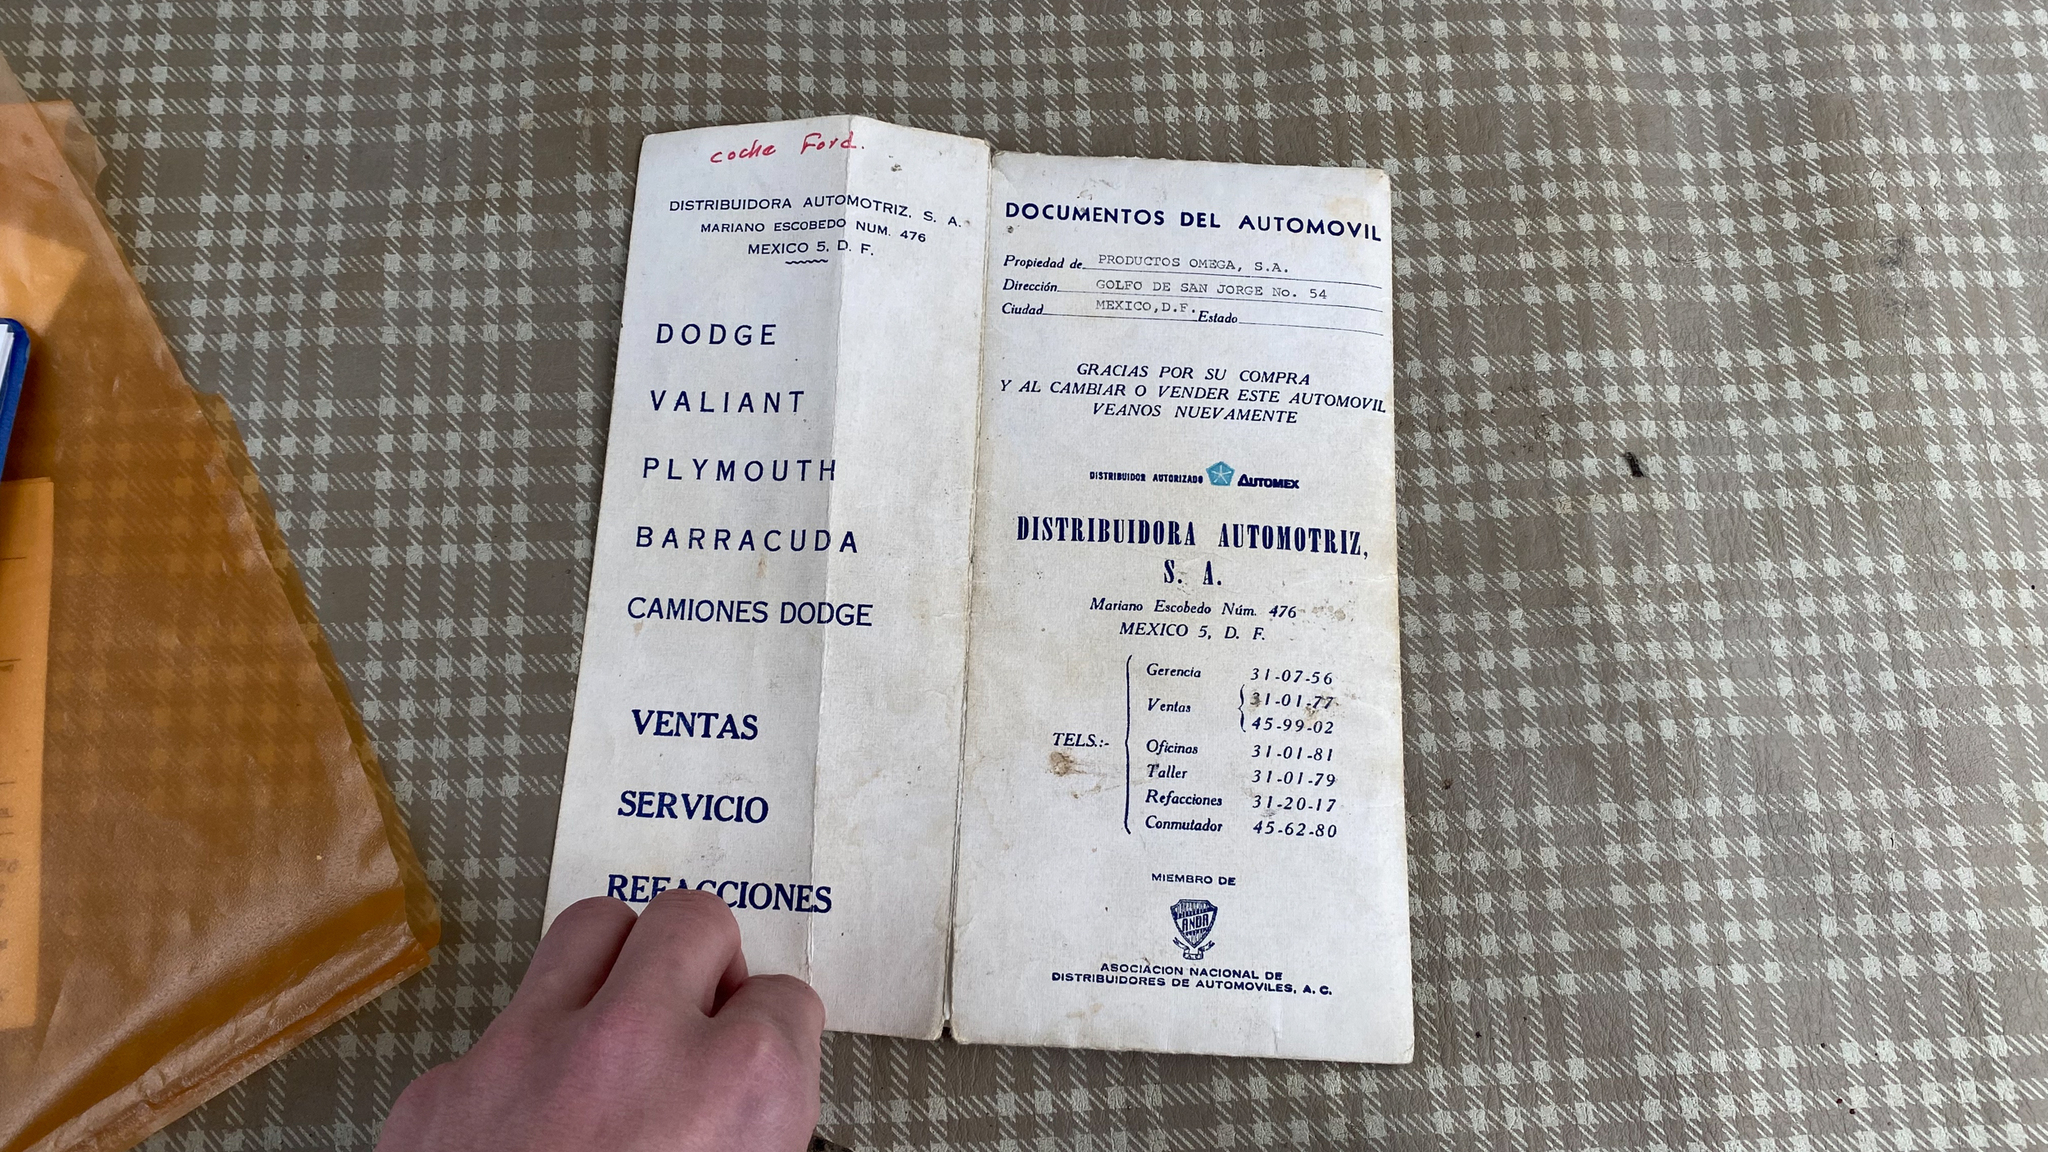 coche Ford.
DISTRIBUIDORA AUTOMOTRIZ, S. A.
MARIANO ESCOBEDO NUM. 476
MEXICO 5, D. F.
DODGE
VALIANT
PLYMOUTH
BARRACUDA
CAMIONES DODGE
VENTAS
SERVICIO
REFACCIONES
DOCUMENTOS DEL AUTOMOVIL
Propiedad de PRODUCTOS OMEGA, S.A.
Dirección GOLFO DE SAN JORGE No. 54
Ciudad MEXICO,D.F. Estado
GRACIAS POR SU COMPRA
Y AL CAMBIAR O VENDER ESTE AUTOMOVIL
VEANOS NUEVAMENTE
DISTRIBUIDOR AUTORIZADO AUTOMEX
DISTRIBUIDORA AUTOMOTRIZ,
S. A.
Mariano Escobedo Núm. 476
MEXICO 5, D. F.
TELS.:-
Gerencia 31-07-56
Ventas 31-01-77
45-99-02
Oficinas 31-01-81
Taller 31-01-79
Refacciones 31-20-17
Conmutador 45-62-80
MIEMBRO DE
ANDA
ASOCIACION NACIONAL DE
DISTRIBUIDORES DE AUTOMOVILES, A. C.